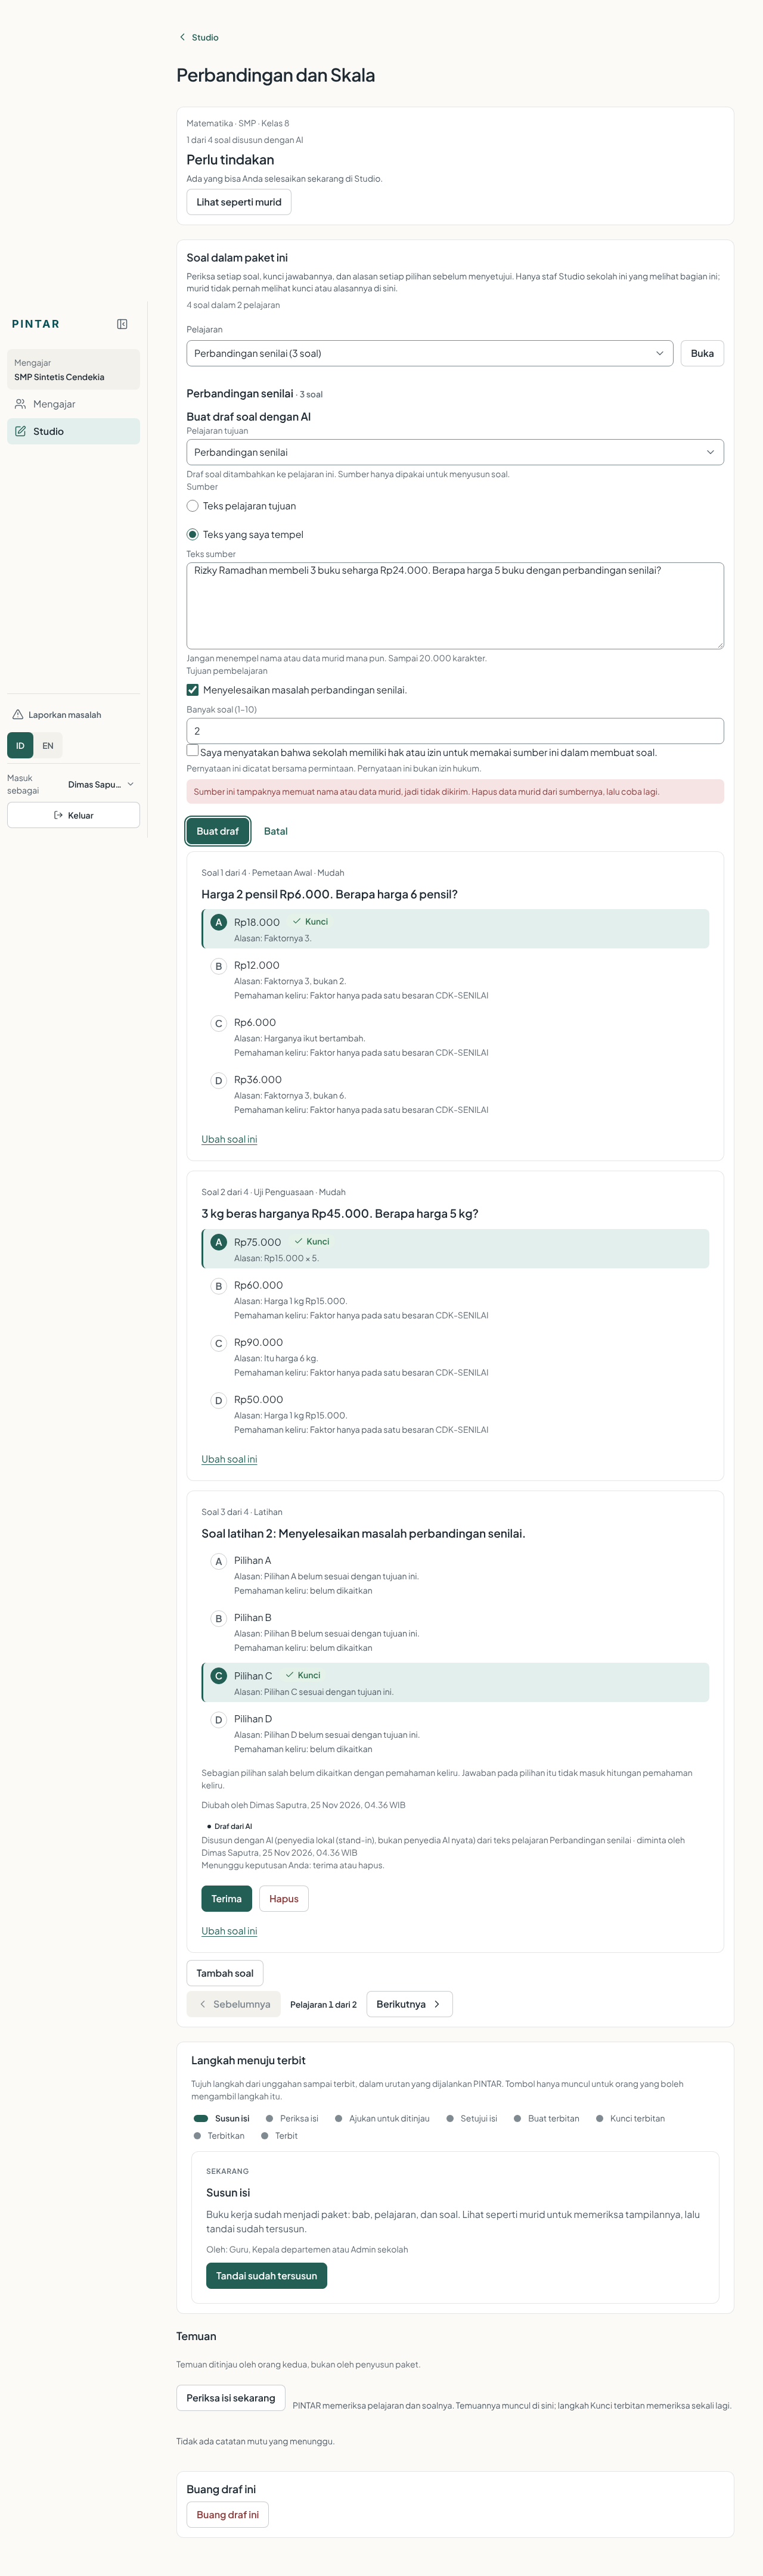 Studio
Perbandingan dan Skala
Matematika · SMP · Kelas 8
1 dari 4 soal disusun dengan AI
Perlu tindakan
Ada yang bisa Anda selesaikan sekarang di Studio.
Lihat seperti murid
Soal dalam paket ini
Periksa setiap soal, kunci jawabannya, dan alasan setiap pilihan sebelum menyetujui. Hanya staf Studio sekolah ini yang melihat bagian ini;
murid tidak pernah melihat kunci atau alasannya di sini.
4 soal dalam 2 pelajaran
Pelajaran
Perbandingan senilai (3 soal)
Buka
PINTAR
Mengajar
SMP Sintetis Cendekia
Mengajar
Studio
Laporkan masalah
ID
EN
Masuk
sebagai
Dimas Sapu...
Keluar
Perbandingan senilai · 3 soal
Buat draf soal dengan AI
Pelajaran tujuan
Perbandingan senilai
Draf soal ditambahkan ke pelajaran ini. Sumber hanya dipakai untuk menyusun soal.
Sumber
Teks pelajaran tujuan
Teks yang saya tempel
Teks sumber
Rizky Ramadhan membeli 3 buku seharga Rp24.000. Berapa harga 5 buku dengan perbandingan senilai?
Jangan menempel nama atau data murid mana pun. Sampai 20.000 karakter.
Tujuan pembelajaran
Menyelesaikan masalah perbandingan senilai.
Banyak soal (1–10)
2
Saya menyatakan bahwa sekolah memiliki hak atau izin untuk memakai sumber ini dalam membuat soal.
Pernyataan ini dicatat bersama permintaan. Pernyataan ini bukan izin hukum.
Sumber ini tampaknya memuat nama atau data murid, jadi tidak dikirim. Hapus data murid dari sumbernya, lalu coba lagi.
Buat draf
Batal
Soal 1 dari 4 · Pemetaan Awal · Mudah
Harga 2 pensil Rp6.000. Berapa harga 6 pensil?
A
Rp18.000
Kunci
Alasan: Faktornya 3.
B
Rp12.000
Alasan: Faktornya 3, bukan 2.
Pemahaman keliru: Faktor hanya pada satu besaran CDK-SENILAI
C
Rp6.000
Alasan: Harganya ikut bertambah.
Pemahaman keliru: Faktor hanya pada satu besaran CDK-SENILAI
D
Rp36.000
Alasan: Faktornya 3, bukan 6.
Pemahaman keliru: Faktor hanya pada satu besaran CDK-SENILAI
Ubah soal ini
Soal 2 dari 4 · Uji Penguasaan · Mudah
3 kg beras harganya Rp45.000. Berapa harga 5 kg?
A
Rp75.000
Kunci
Alasan: Rp15.000 × 5.
B
Rp60.000
Alasan: Harga 1 kg Rp15.000.
Pemahaman keliru: Faktor hanya pada satu besaran CDK-SENILAI
C
Rp90.000
Alasan: Itu harga 6 kg.
Pemahaman keliru: Faktor hanya pada satu besaran CDK-SENILAI
D
Rp50.000
Alasan: Harga 1 kg Rp15.000.
Pemahaman keliru: Faktor hanya pada satu besaran CDK-SENILAI
Ubah soal ini
Soal 3 dari 4 · Latihan
Soal latihan 2: Menyelesaikan masalah perbandingan senilai.
A
Pilihan A
Alasan: Pilihan A belum sesuai dengan tujuan ini.
Pemahaman keliru: belum dikaitkan
B
Pilihan B
Alasan: Pilihan B belum sesuai dengan tujuan ini.
Pemahaman keliru: belum dikaitkan
C
Pilihan C
Kunci
Alasan: Pilihan C sesuai dengan tujuan ini.
D
Pilihan D
Alasan: Pilihan D belum sesuai dengan tujuan ini.
Pemahaman keliru: belum dikaitkan
Sebagian pilihan salah belum dikaitkan dengan pemahaman keliru. Jawaban pada pilihan itu tidak masuk hitungan pemahaman
keliru.
Diubah oleh Dimas Saputra, 25 Nov 2026, 04.36 WIB
Draf dari AI
Disusun dengan AI (penyedia lokal (stand-in), bukan penyedia AI nyata) dari teks pelajaran Perbandingan senilai · diminta oleh
Dimas Saputra, 25 Nov 2026, 04.36 WIB
Menunggu keputusan Anda: terima atau hapus.
Terima
Hapus
Ubah soal ini
Tambah soal
Sebelumnya
Pelajaran 1 dari 2
Berikutnya
Langkah menuju terbit
Tujuh langkah dari unggahan sampai terbit, dalam urutan yang dijalankan PINTAR. Tombol hanya muncul untuk orang yang boleh
mengambil langkah itu.
Susun isi
Periksa isi
Ajukan untuk ditinjau
Setujui isi
Buat terbitan
Kunci terbitan
Terbitkan
Terbit
SEKARANG
Susun isi
Buku kerja sudah menjadi paket: bab, pelajaran, dan soal. Lihat seperti murid untuk memeriksa tampilannya, lalu
tandai sudah tersusun.
Oleh: Guru, Kepala departemen atau Admin sekolah
Tandai sudah tersusun
Temuan
Temuan ditinjau oleh orang kedua, bukan oleh penyusun paket.
Periksa isi sekarang
PINTAR memeriksa pelajaran dan soalnya. Temuannya muncul di sini; langkah Kunci terbitan memeriksa sekali lagi.
Tidak ada catatan mutu yang menunggu.
Buang draf ini
Buang draf ini